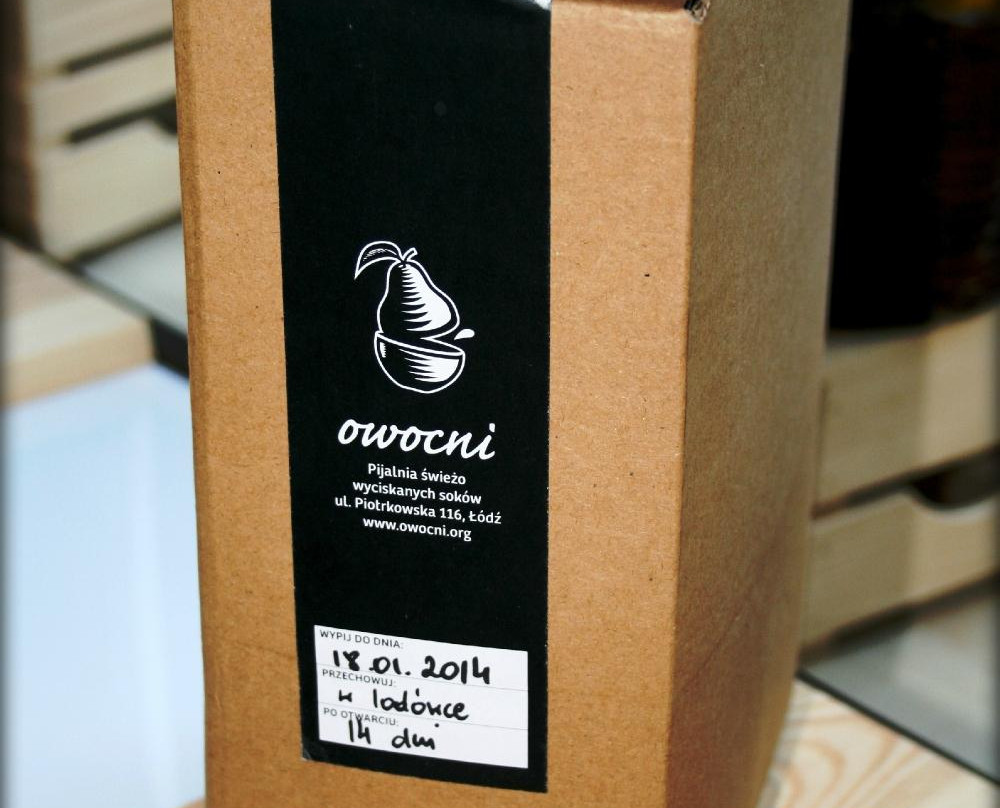 owocni
Pijalnia świeżo
wyciskanych soków
ul. Piotrkowska 116, Łódź
www.owocni.org
WYPIJ DO DNIA:
18.01.2014
PRZECHOWUJ:
w lodówce
PO OTWARCIU:
14 dni